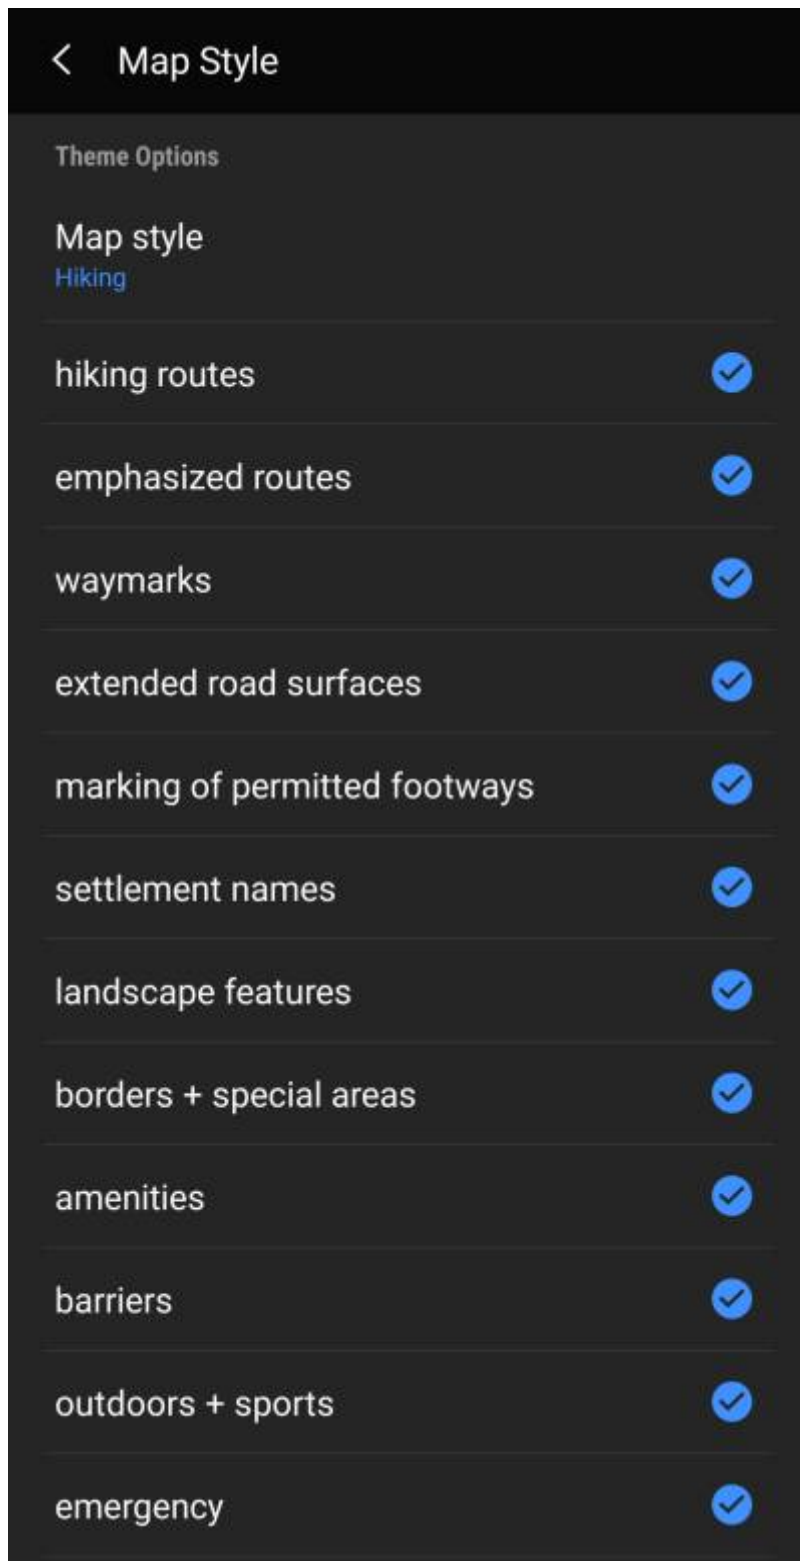 Map Style
Theme Options
Map style
Hiking
hiking routes
emphasized routes
waymarks
extended road surfaces
marking of permitted footways
settlement names
landscape features
borders + special areas
amenities
barriers
outdoors + sports
emergency